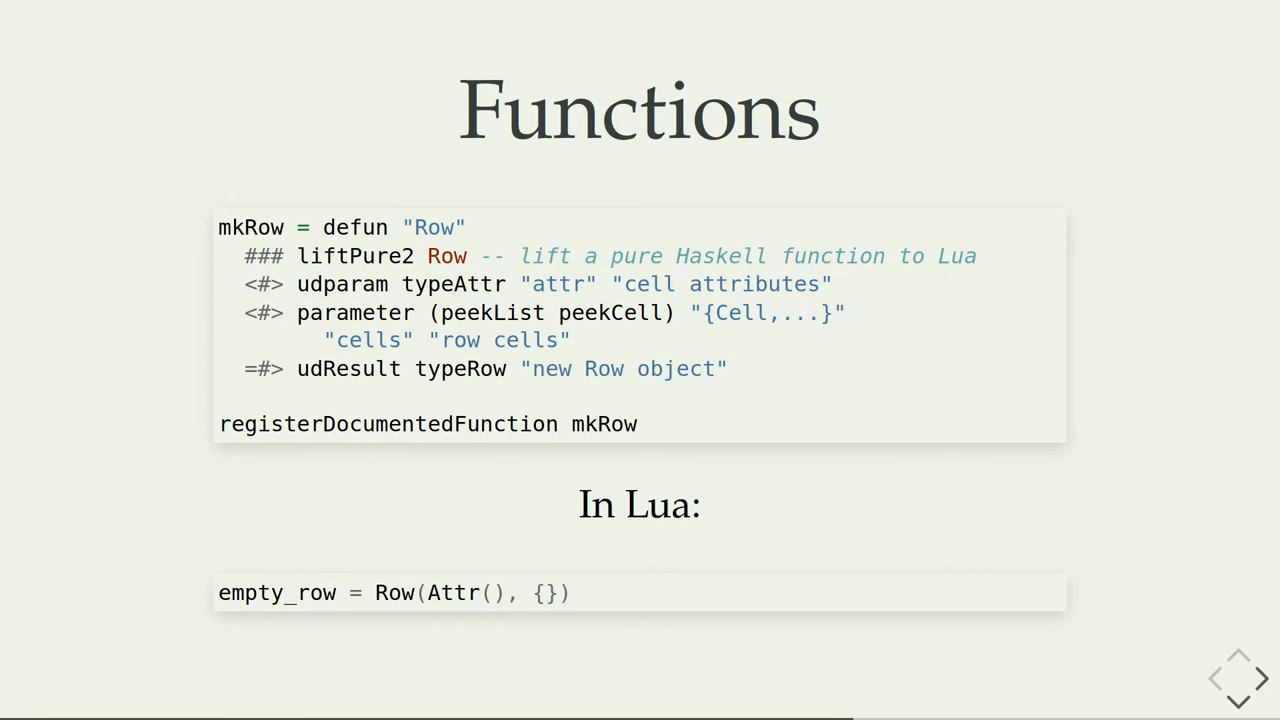 Functions
mkRow = defun "Row"
  ### liftPure2 Row -- lift a pure Haskell function to Lua
  <#> udparam typeAttr "attr" "cell attributes"
  <#> parameter (peekList peekCell) "{Cell,...}"
        "cells" "row cells"
  =#> udResult typeRow "new Row object"
registerDocumentedFunction mkRow
In Lua:
empty_row = Row(Attr(), {})